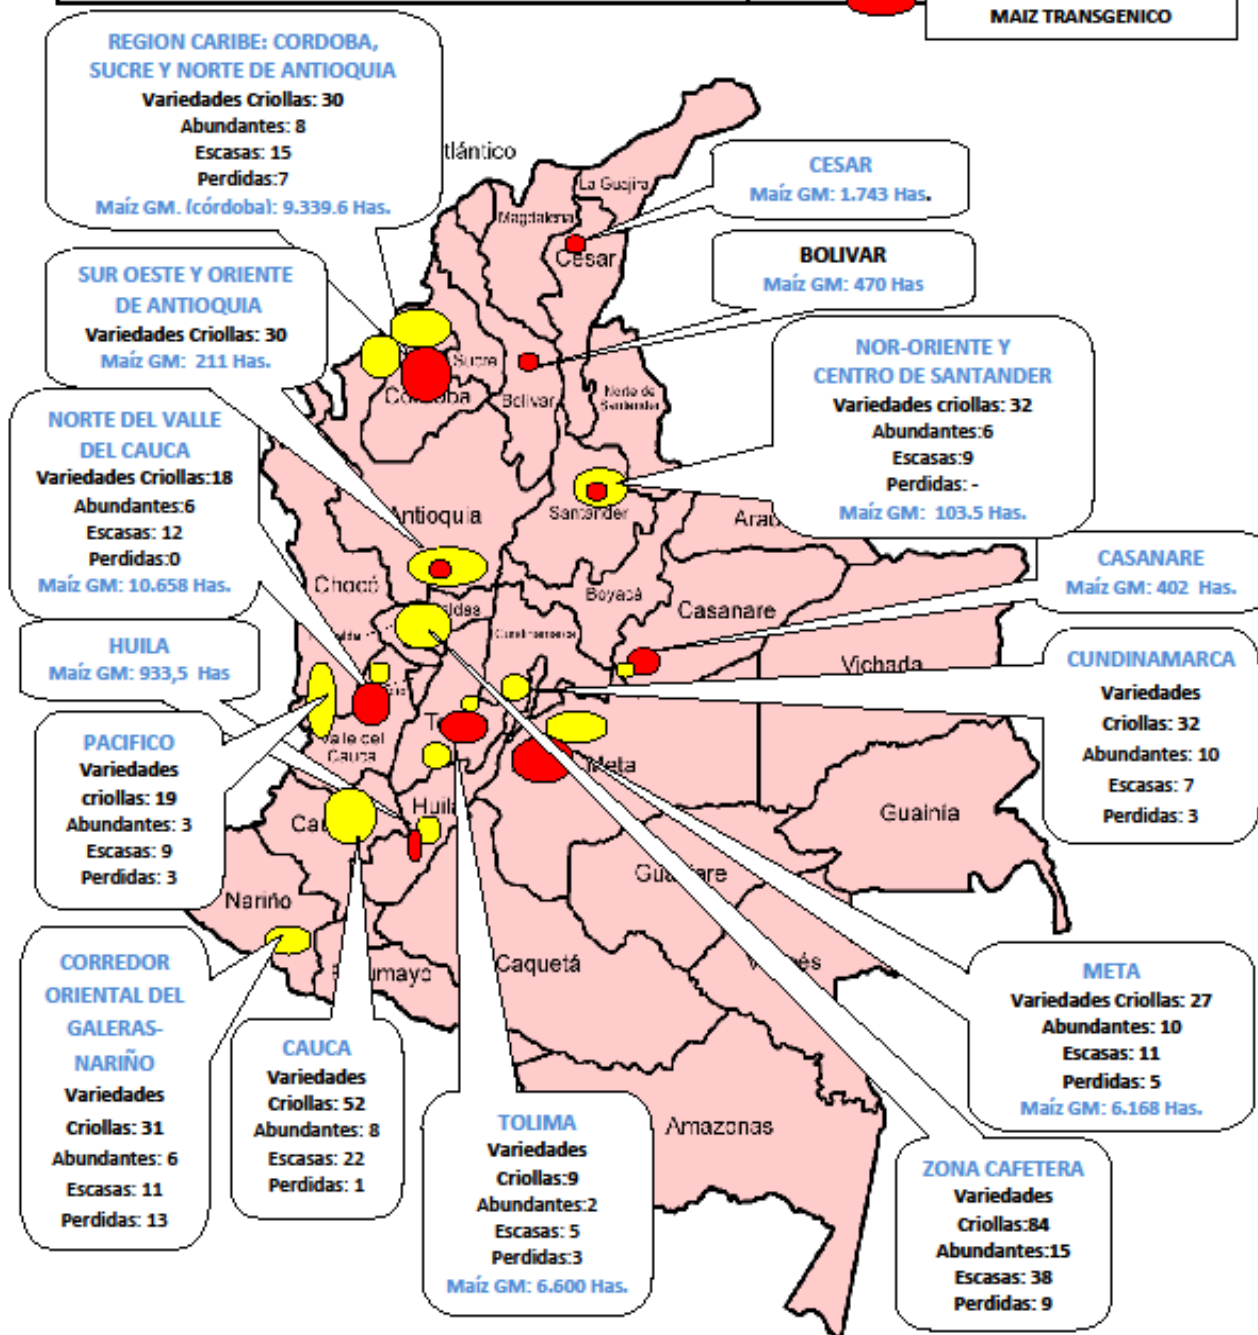 MAIZ TRANSGENICO
REGION CARIBE: CORDOBA,
SUCRE Y NORTE DE ANTIOQUIA
Variedades Criollas: 30
Abundantes: 8
Escasas: 15
Perdidas:7
Maíz GM. (córdoba): 9.339.6 Has.
tlántico
La Guajira
Magdalena
Cesar
CESAR
Maíz GM: 1.743 Has.
BOLIVAR
Maíz GM: 470 Has
SUR OESTE Y ORIENTE
DE ANTIOQUIA
Variedades Criollas: 30
Maíz GM: 211 Has.
Sucre
Bolívar
Norte de
Santander
NOR-ORIENTE Y
CENTRO DE SANTANDER
Variedades criollas: 32
Abundantes:6
Escasas:9
Perdidas: -
Maíz GM: 103.5 Has.
NORTE DEL VALLE
DEL CAUCA
Variedades Criollas:18
Abundantes:6
Escasas: 12
Perdidas:0
Maíz GM: 10.658 Has.
Antioquia
Santander
Arau
Chocó
Boyacá
Casanare
ldas
Cundinamarca
Vichada
CASANARE
Maíz GM: 402 Has.
HUILA
Maíz GM: 933,5 Has
CUNDINAMARCA
Variedades
Criollas: 32
Abundantes: 10
Escasas: 7
Perdidas: 3
PACIFICO
Variedades
criollas: 19
Abundantes: 3
Escasas: 9
Perdidas: 3
Valle del
Cauca
T
Meta
Huila
Cau
Guainía
Nariño
Caquetá
Amazonas
CORREDOR
ORIENTAL DEL
GALERAS-
NARIÑO
Variedades
Criollas: 31
Abundantes: 6
Escasas: 11
Perdidas: 13
CAUCA
Variedades
Criollas: 52
Abundantes: 8
Escasas: 22
Perdidas: 1
TOLIMA
Variedades
Criollas:9
Abundantes:2
Escasas: 5
Perdidas:3
Maíz GM: 6.600 Has.
META
Variedades Criollas: 27
Abundantes: 10
Escasas: 11
Perdidas: 5
Maíz GM: 6.168 Has.
ZONA CAFETERA
Variedades
Criollas:84
Abundantes:15
Escasas: 38
Perdidas: 9